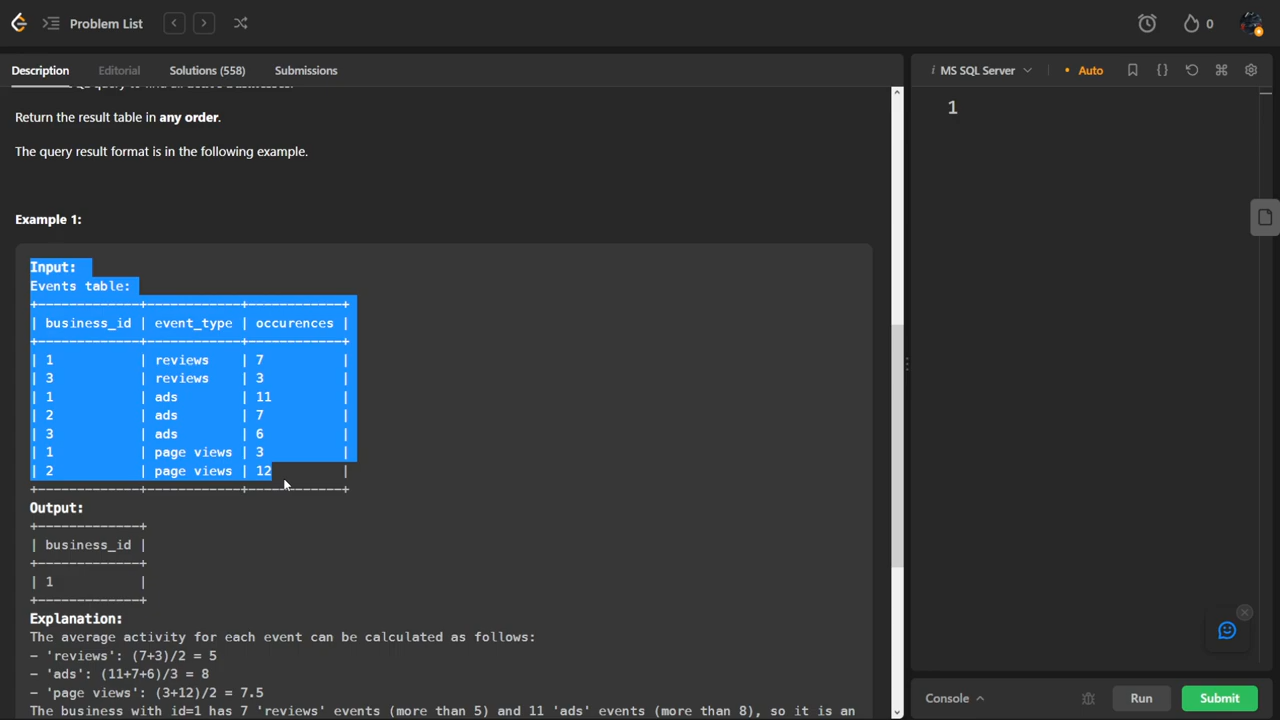 Problem List
0
Description Editorial Solutions (558) Submissions
MS SQL Server Auto
query to find all active businesses.
Return the result table in any order.
The query result format is in the following example.
Example 1:
Input:
Events table:
+-------------+------------+------------+
| business_id | event_type | occurences |
+-------------+------------+------------+
| 1 | reviews | 7 |
| 3 | reviews | 3 |
| 1 | ads | 11 |
| 2 | ads | 7 |
| 3 | ads | 6 |
| 1 | page views | 3 |
| 2 | page views | 12 |
+-------------+------------+------------+
Output:
+-------------+
| business_id |
+-------------+
| 1 |
+-------------+
Explanation:
The average activity for each event can be calculated as follows:
- 'reviews': (7+3)/2 = 5
- 'ads': (11+7+6)/3 = 8
- 'page views': (3+12)/2 = 7.5
The business with id=1 has 7 'reviews' events (more than 5) and 11 'ads' events (more than 8), so it is an
1
Console Run Submit